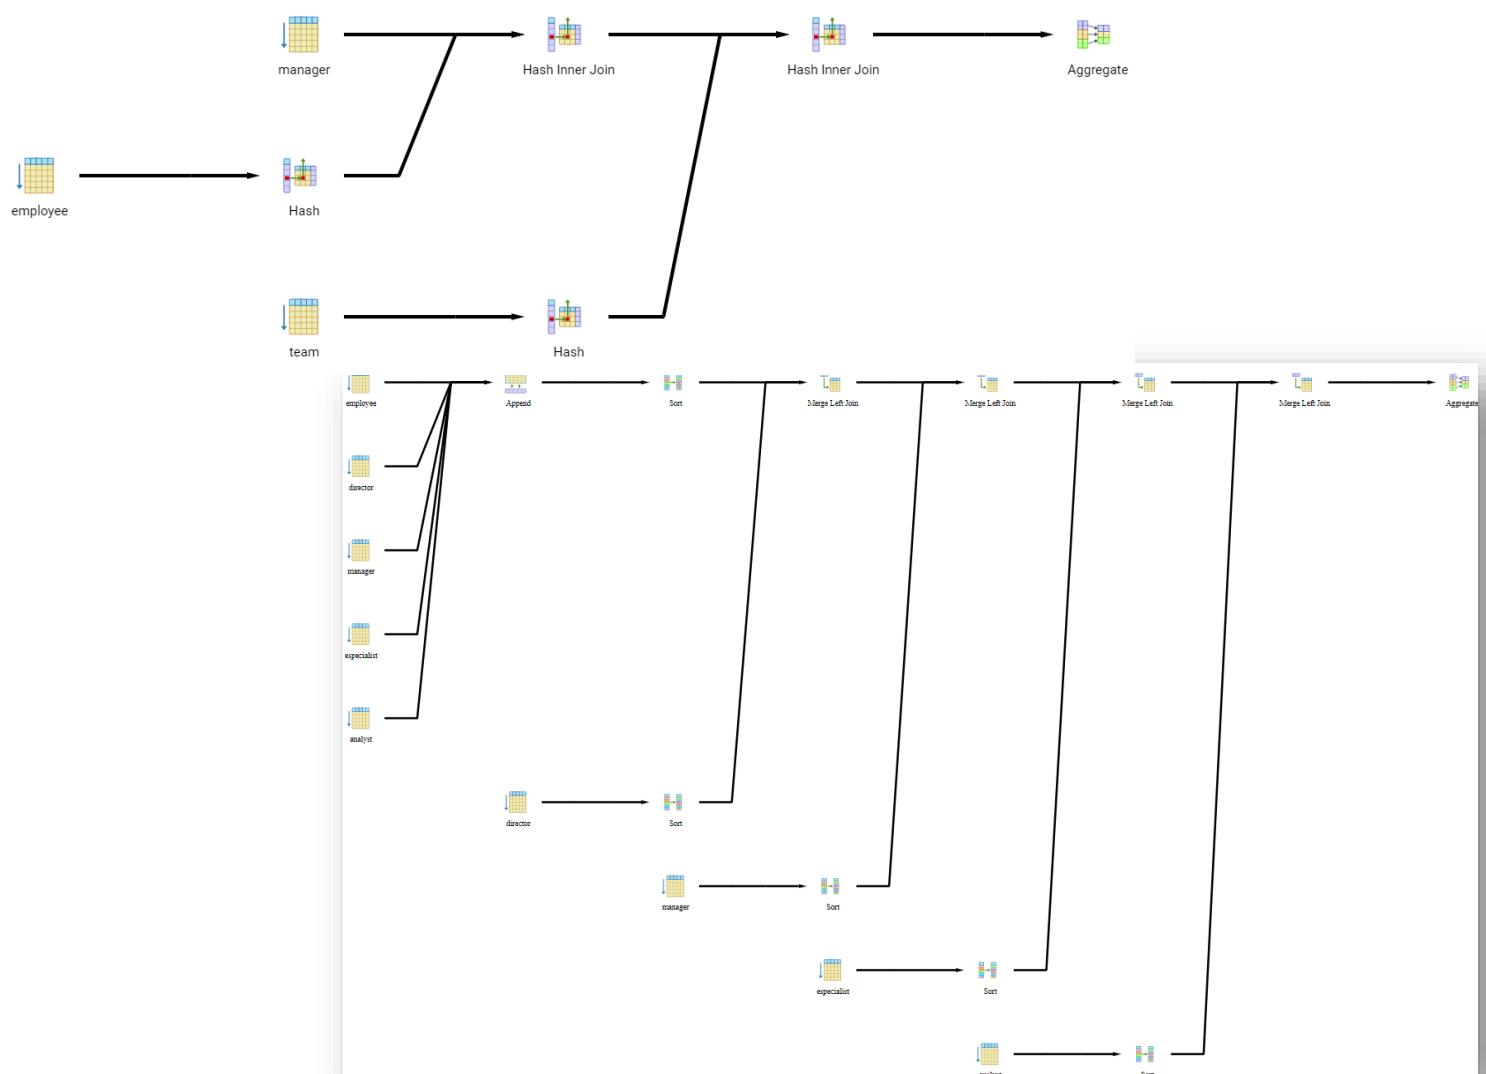 manager
Hash Inner Join
Hash Inner Join
Aggregate
employee
Hash
team
Hash
employee
Append
Sort
Merge Left Join
Merge Left Join
Merge Left Join
Merge Left Join
Aggregate
director
manager
especialist
analyst
director
Sort
manager
Sort
especialist
Sort